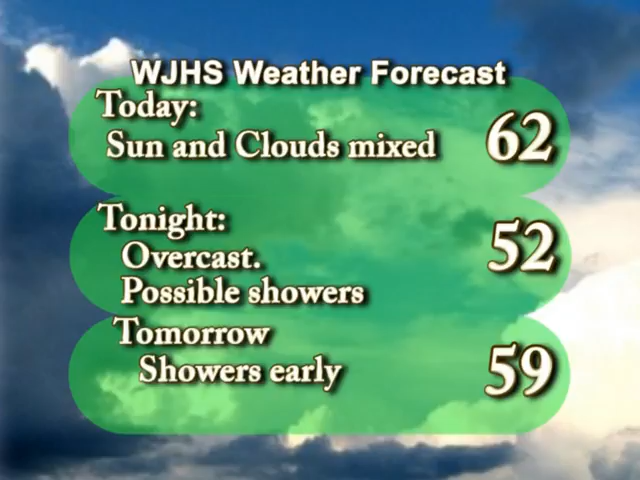 WJHS Weather Forecast
Today:
Sun and Clouds mixed 62
Tonight:
Overcast. 52
Possible showers
Tomorrow
Showers early 59